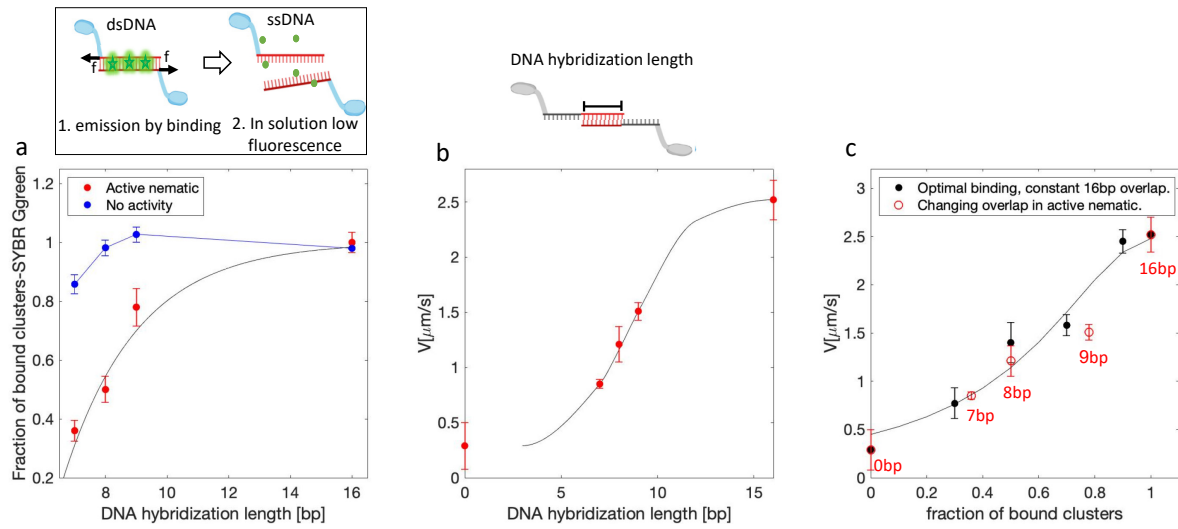 dsDNA
ssDNA
f
f
1. emission by binding
2. In solution low
fluorescence
DNA hybridization length
a
Active nematic
No activity
Fraction of bound clusters-SYBR Ggreen
1.2
1
0.8
0.6
0.4
0.2
8
10
12
14
16
DNA hybridization length [bp]
b
V[μm/s]
2.5
2
1.5
1
0.5
0
0
5
10
15
DNA hybridization length [bp]
c
Optimal binding, constant 16bp overlap.
Changing overlap in active nematic.
V[μm/s]
3
2.5
2
1.5
1
0.5
0
16bp
9bp
8bp
7bp
0bp
0
0.2
0.4
0.6
0.8
1
fraction of bound clusters